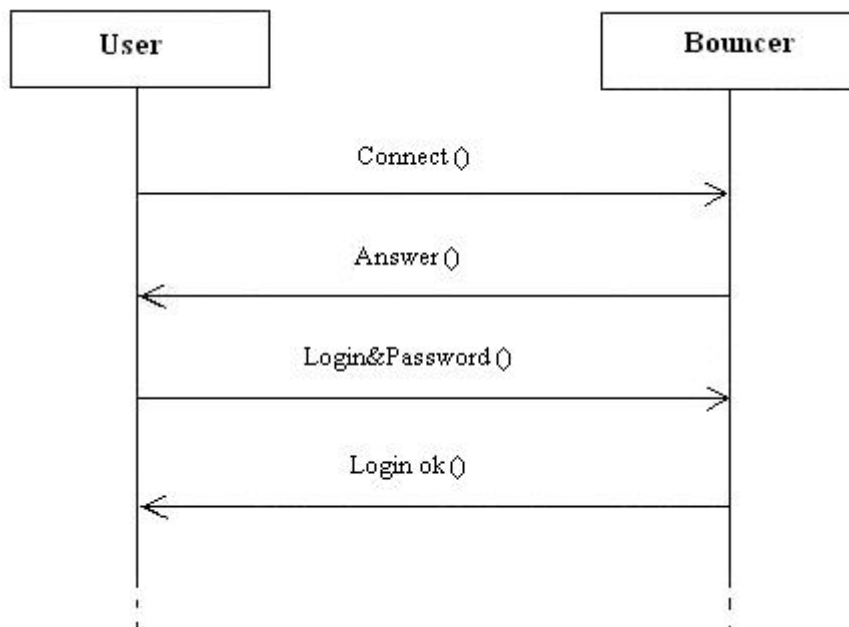 User
Bouncer
Connect ()
Answer ()
Login&Password ()
Login ok ()